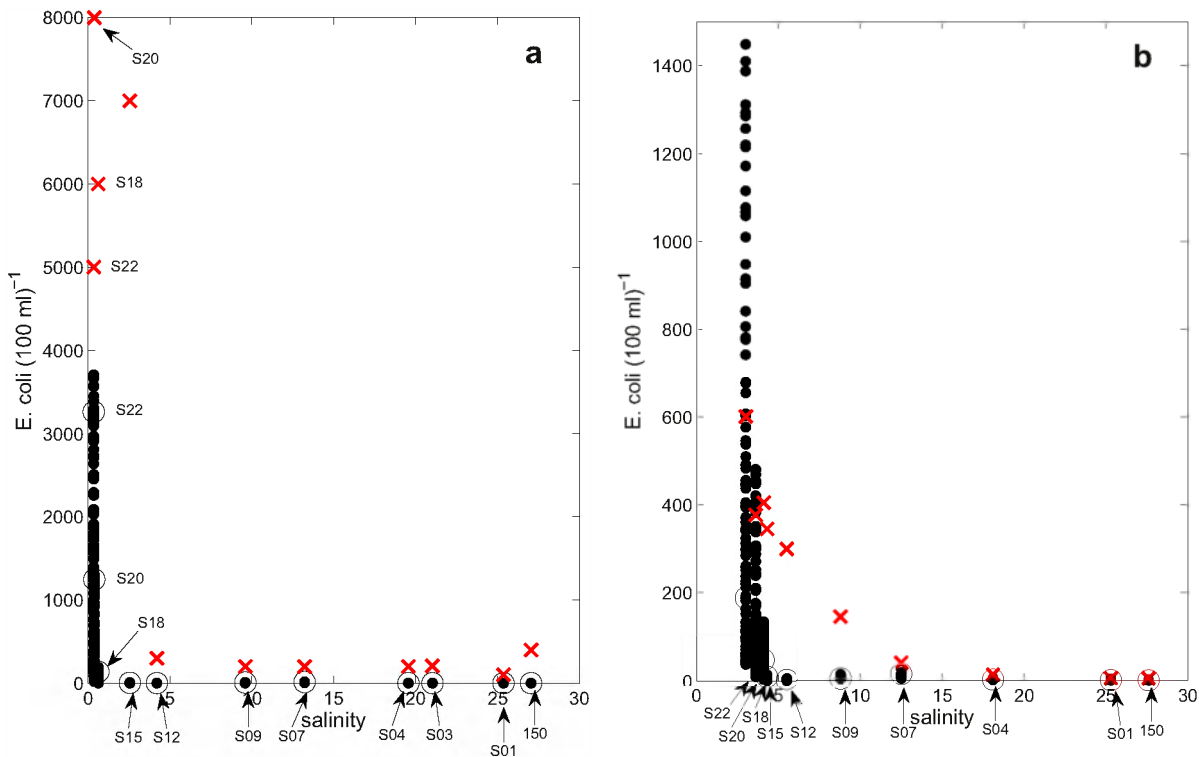 8000
7000
6000
5000
4000
3000
2000
1000
0
E. coli (100 ml)⁻¹
a
S20
S18
S22
S22
S20
S18
0 5 10 15 20 25 30
salinity
S15 S12 S09 S07 S04 S03 S01 150
1400
1200
1000
800
600
400
200
0
E. coli (100 ml)⁻¹
b
0 5 10 15 20 25 30
salinity
S22 S20 S18 S15 S12 S09 S07 S04 S01 150